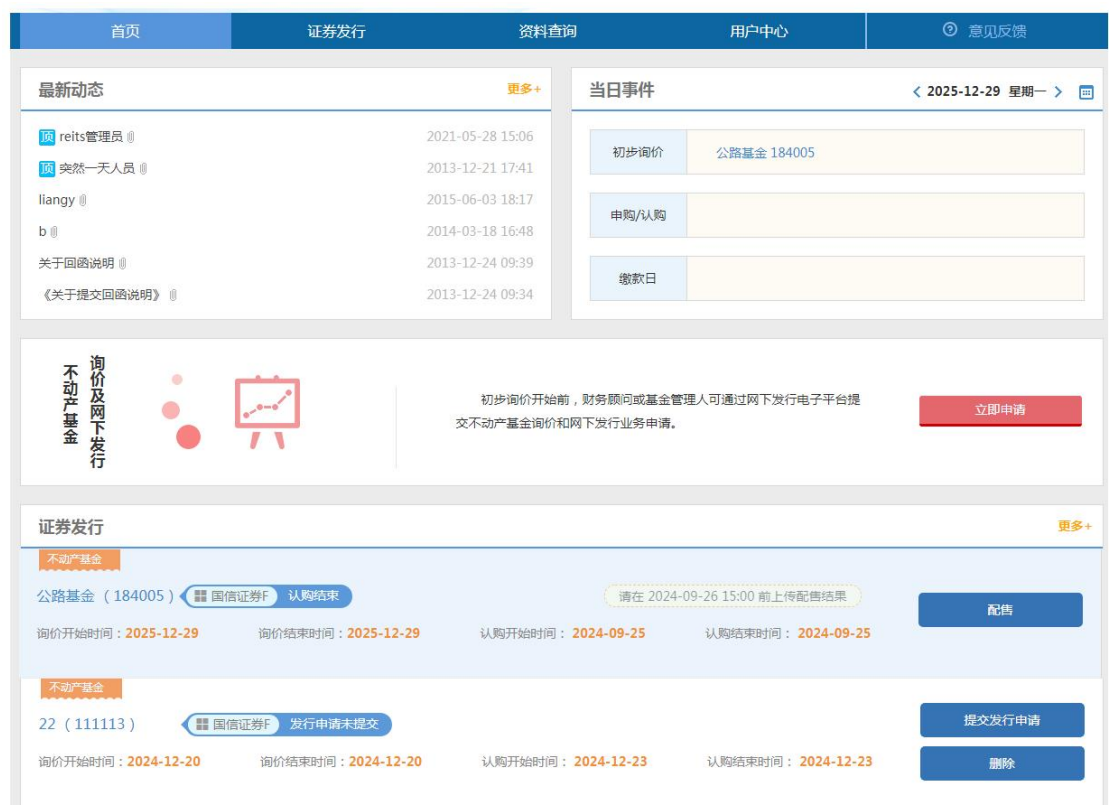 首页 证券发行 资料查询 用户中心 意见反馈
最新动态 更多+
顶 reits管理员 2021-05-28 15:06
顶 突然一天人员 2013-12-21 17:41
liangy 2015-06-03 18:17
b 2014-03-18 16:48
关于回函说明 2013-12-24 09:39
《关于提交回函说明》 2013-12-24 09:34
当日事件 2025-12-29 星期一
初步询价 公路基金 184005
申购/认购
缴款日
不动产基金
询价及网下发行
初步询价开始前，财务顾问或基金管理人可通过网下发行电子平台提
交不动产基金询价和网下发行业务申请。
立即申请
证券发行 更多+
不动产基金
公路基金 （184005） 国信证券F 认购结束 请在 2024-09-26 15:00 前上传配售结果
配售
询价开始时间：2025-12-29 询价结束时间：2025-12-29 认购开始时间： 2024-09-25 认购结束时间： 2024-09-25
不动产基金
22 （111113） 国信证券F 发行申请未提交 提交发行申请
询价开始时间：2024-12-20 询价结束时间：2024-12-20 认购开始时间： 2024-12-23 认购结束时间： 2024-12-23 删除